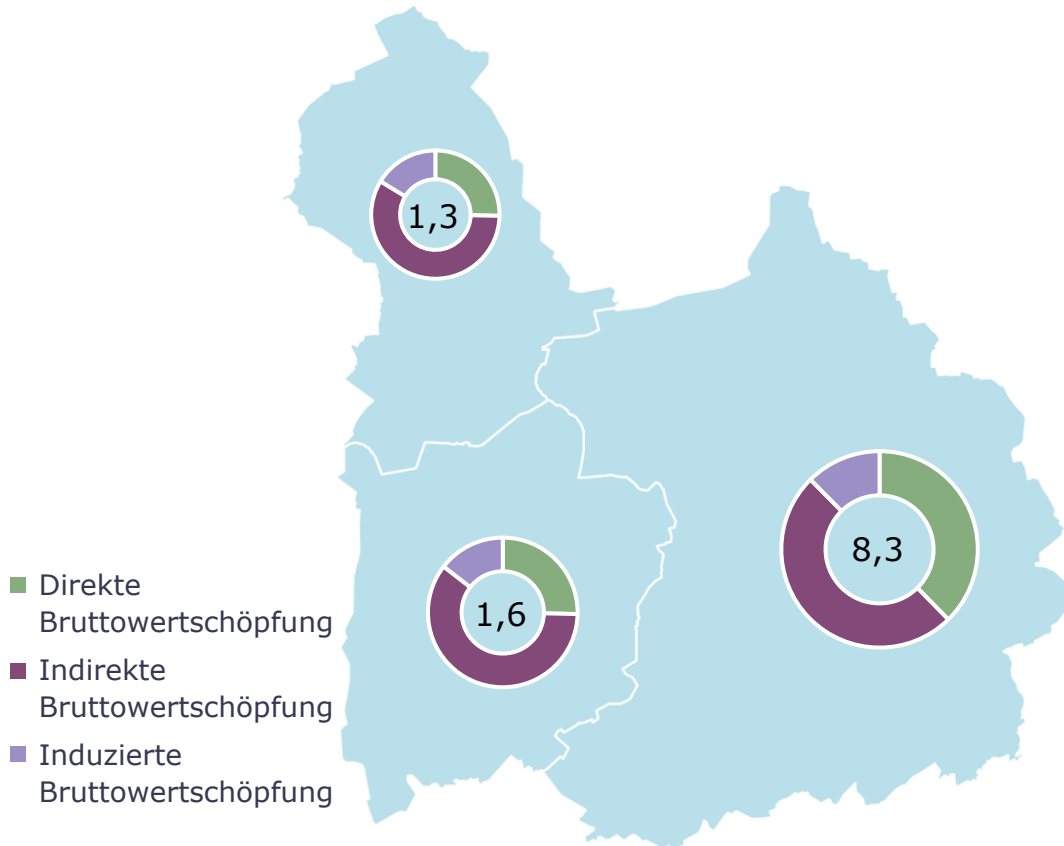 1,3
8,3
1,6
Direkte
Bruttowertschöpfung
Indirekte
Bruttowertschöpfung
Induzierte
Bruttowertschöpfung